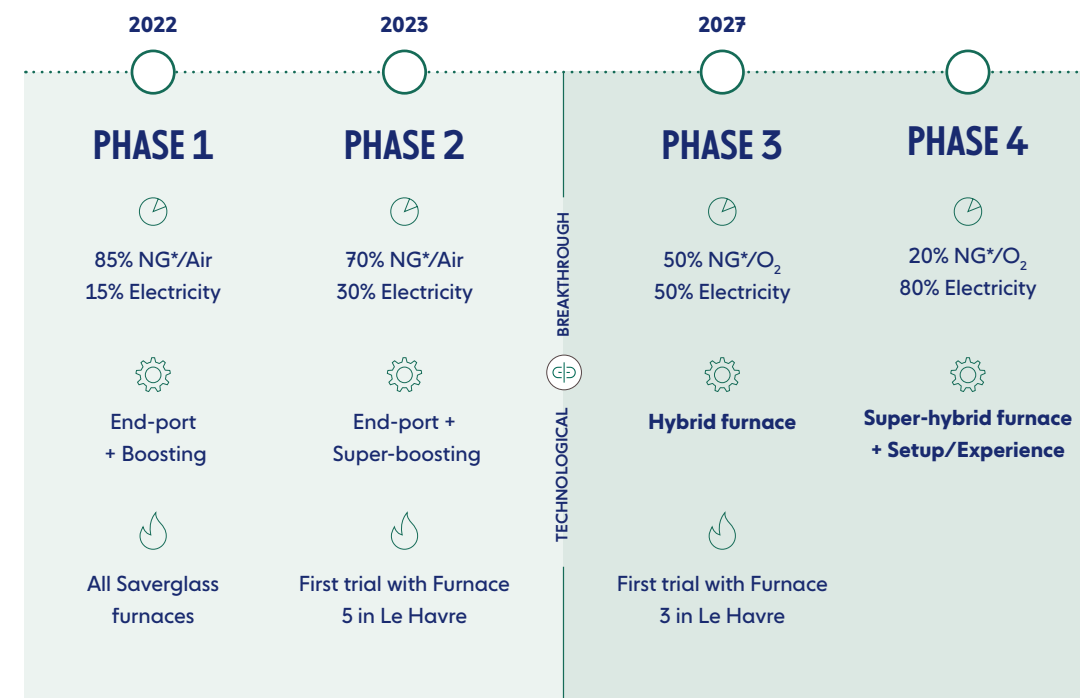 2022
PHASE 1
85% NG*/Air
15% Electricity
End-port
+ Boosting
All Saverglass
furnaces
2023
PHASE 2
70% NG*/Air
30% Electricity
End-port +
Super-boosting
First trial with Furnace
5 in Le Havre
TECHNOLOGICAL BREAKTHROUGH
2027
PHASE 3
50% NG*/O₂
50% Electricity
Hybrid furnace
First trial with Furnace
3 in Le Havre
PHASE 4
20% NG*/O₂
80% Electricity
Super-hybrid furnace
+ Setup/Experience